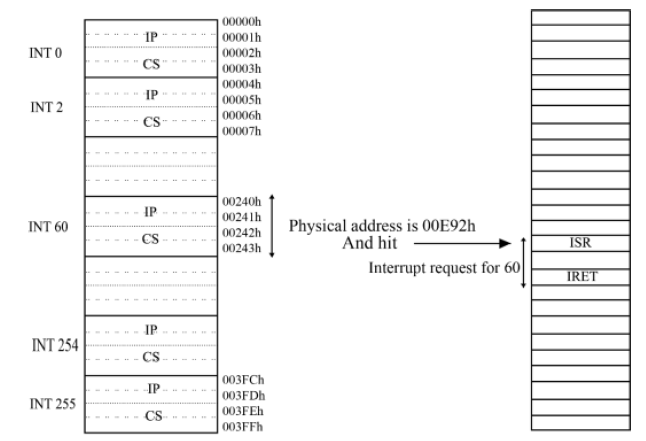 00000h
IP
00001h
INT 0
00002h
CS
00003h
00004h
IP
00005h
INT 2
00006h
CS
00007h
00240h
IP
00241h
INT 60
00242h
CS
00243h
Physical address is 00E92h
And hit
Interrupt request for 60
ISR
IRET
IP
INT 254
CS
003FCh
IP
003FDh
INT 255
003FEh
CS
003FFh